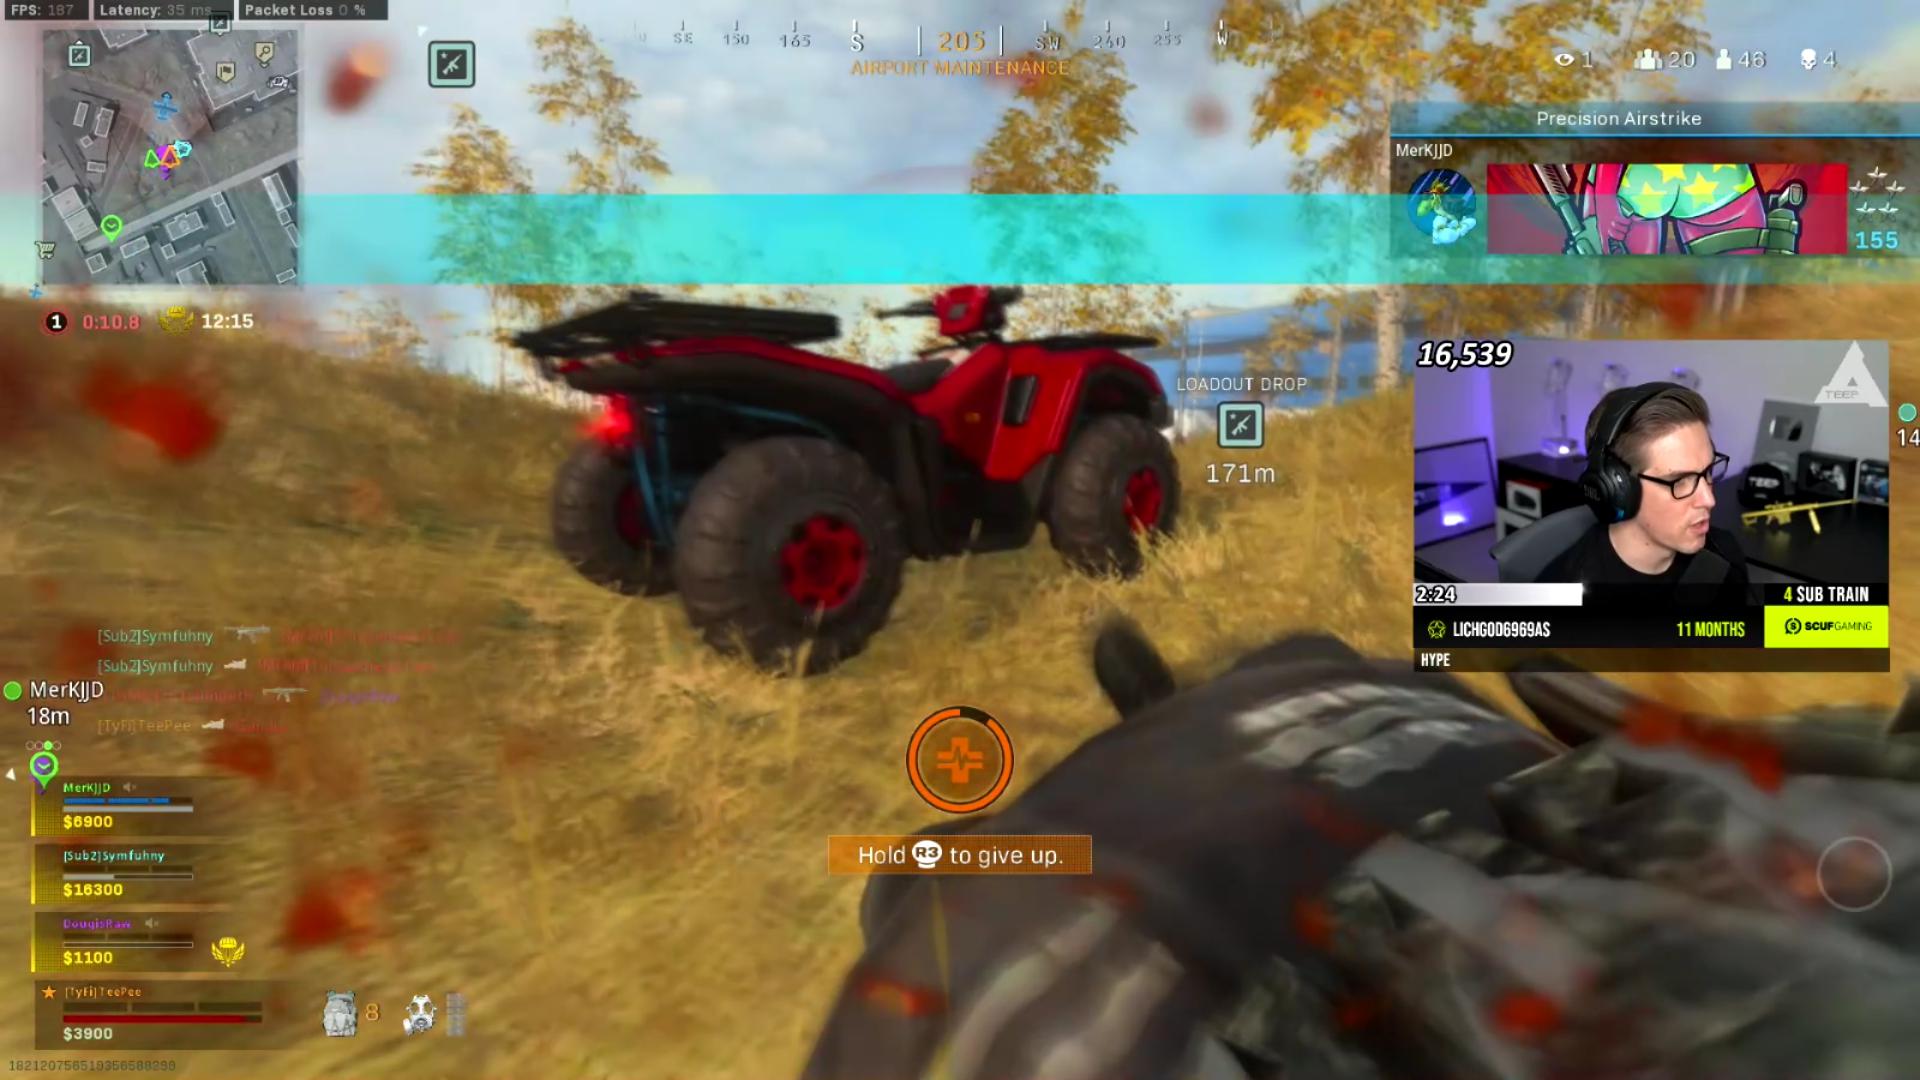 FPS: 187 Latency: 35 ms Packet Loss 0 %
SE 150 165 S 205 SW 240 255 W
AIRPORT MAINTENANCE
1 20 46 4
Precision Airstrike
MerKJJD
155
1 0:10.8 12:15
16,539
TEEP
LOADOUT DROP
171m
14
TEEP
2:24
4 SUB TRAIN
LICHGOD6969AS 11 MONTHS SCUFGAMING
HYPE
[Sub2]Symfuhny
[Sub2]Symfuhny
MerKJJD
18m
[TyFi]TeePee
Hold R3 to give up.
MerKJJD
$6900
[Sub2]Symfuhny
$16300
DougisRaw
$1100
[TyFi]TeePee
$3900
8